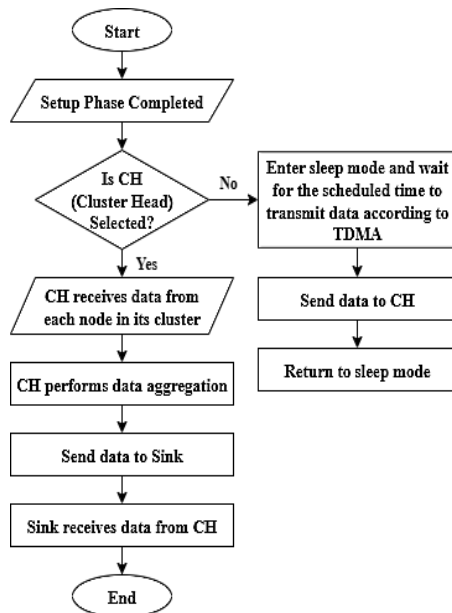 Start
Setup Phase Completed
Is CH
(Cluster Head)
Selected?
No
Enter sleep mode and wait
for the scheduled time to
transmit data according to
TDMA
Yes
Send data to CH
Return to sleep mode
CH receives data from
each node in its cluster
CH performs data aggregation
Send data to Sink
Sink receives data from CH
End